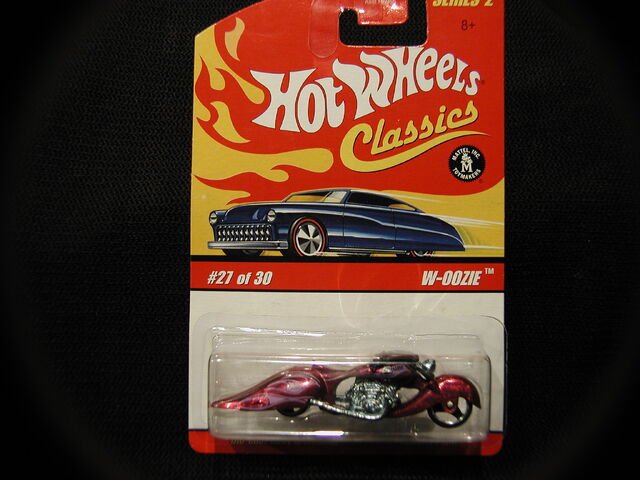 SERIES 2
8+
HOT WHEELS
Classics
MATTEL, INC.
M
TOYMAKERS
#27 of 30
W-OOZIE™